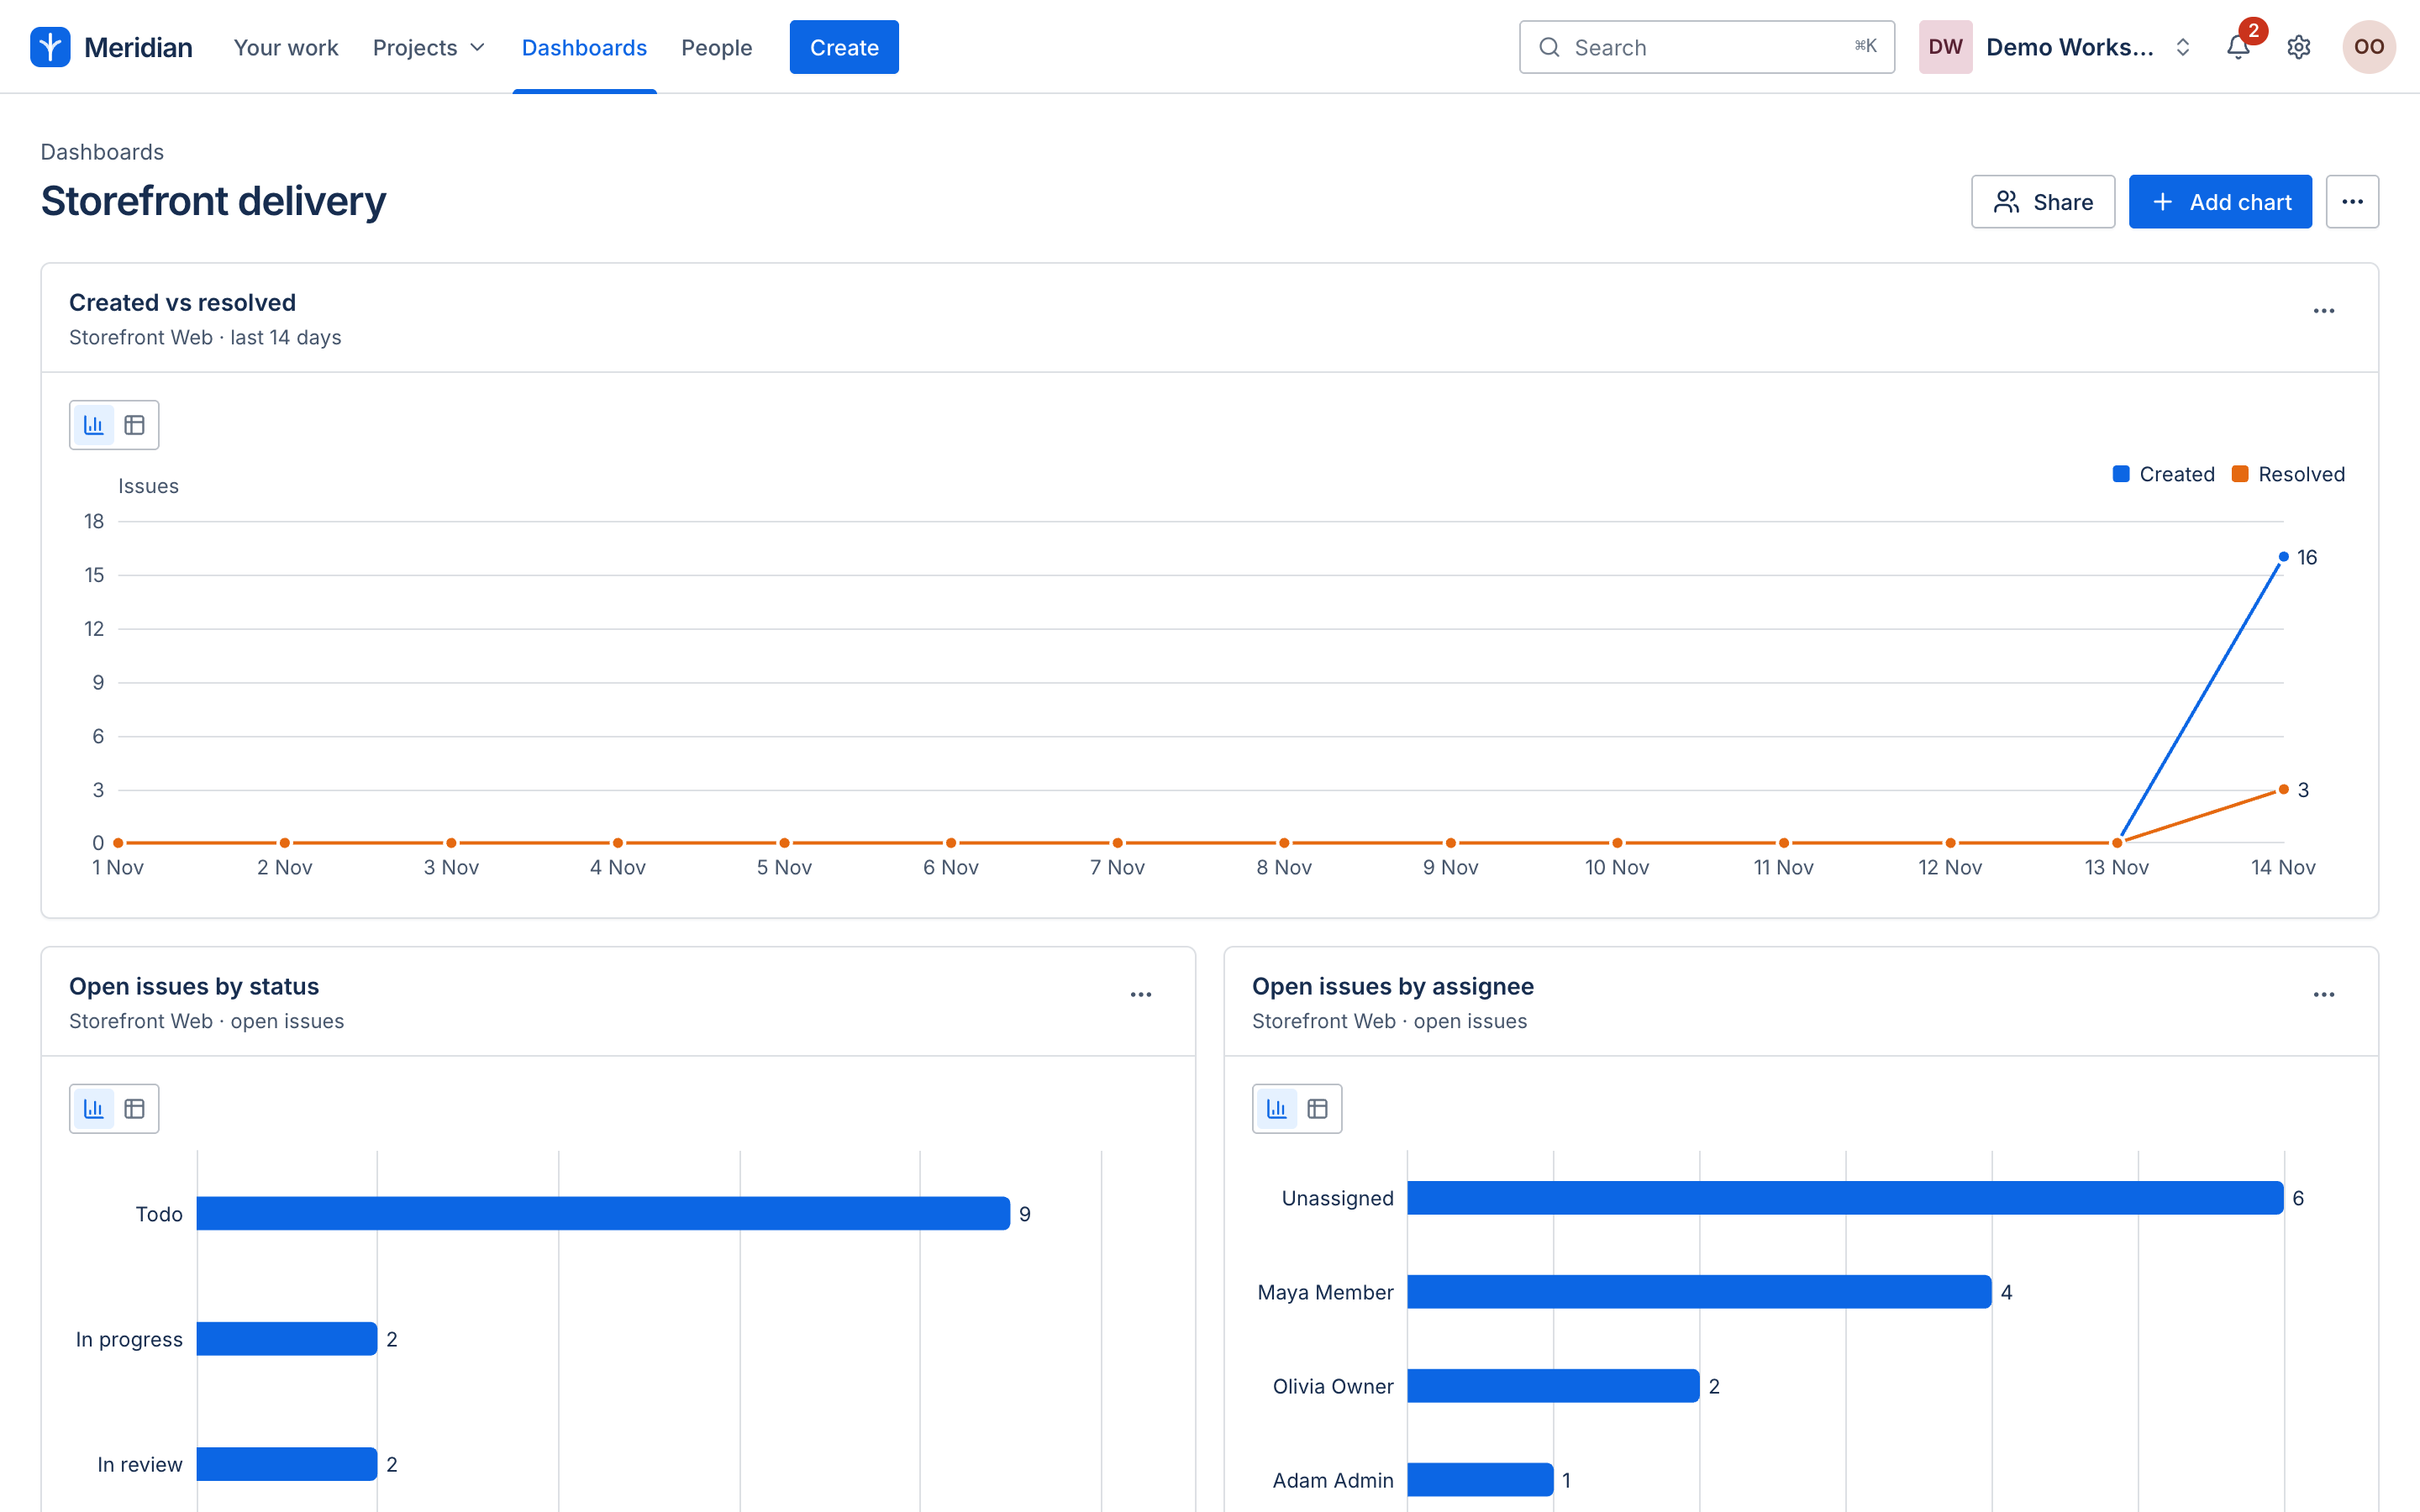 Meridian
Your work
Projects
Dashboards
People
Create
Search
⌘K
DW
Demo Works...
2
OO
Dashboards
Storefront delivery
Share
Add chart
Created vs resolved
Storefront Web · last 14 days
Issues
Created
Resolved
18
15
12
9
6
3
0
16
3
1 Nov
2 Nov
3 Nov
4 Nov
5 Nov
6 Nov
7 Nov
8 Nov
9 Nov
10 Nov
11 Nov
12 Nov
13 Nov
14 Nov
Open issues by status
Storefront Web · open issues
Todo 9
In progress 2
In review 2
Open issues by assignee
Storefront Web · open issues
Unassigned 6
Maya Member 4
Olivia Owner 2
Adam Admin 1